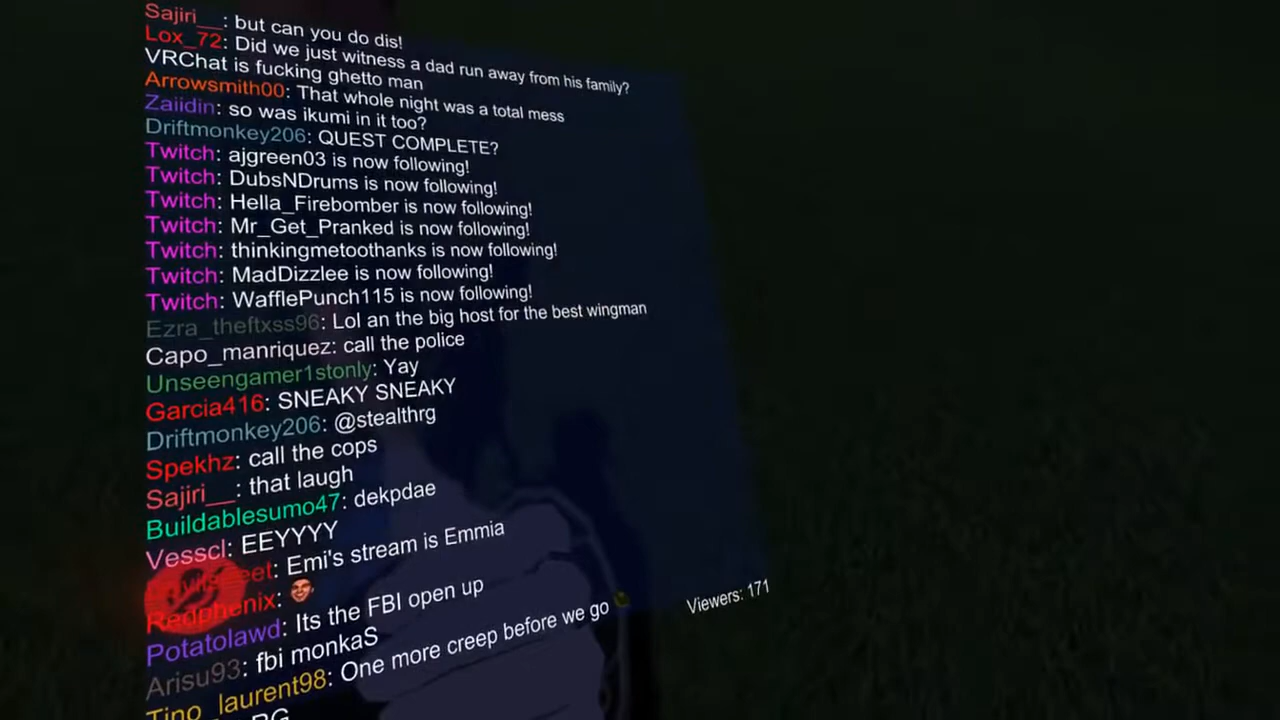 Sajiri__: but can you do dis!
Lox_72: Did we just witness a dad run away from his family?
VRChat is fucking ghetto man
Arrowsmith00: That whole night was a total mess
Zaiidin: so was ikumi in it too?
Driftmonkey206: QUEST COMPLETE?
Twitch: ajgreen03 is now following!
Twitch: DubsNDrums is now following!
Twitch: Hella_Firebomber is now following!
Twitch: Mr_Get_Pranked is now following!
Twitch: thinkingmetoothanks is now following!
Twitch: MadDizzlee is now following!
Twitch: WafflePunch115 is now following!
Ezra_theftxss96: Lol an the big host for the best wingman
Capo_manriquez: call the police
Unseengamer1stonly: Yay
Garcia416: SNEAKY SNEAKY
Driftmonkey206: @stealthrg
Spekhz: call the cops
Sajiri__: that laugh
Buildablesumo47: dekpdae
Vesscl: EEYYYY
: Emi's stream is Emmia
Redphenix:
Potatolawd: Its the FBI open up
Arisu93: fbi monkaS
Tino_laurent98: One more creep before we go
Viewers: 171